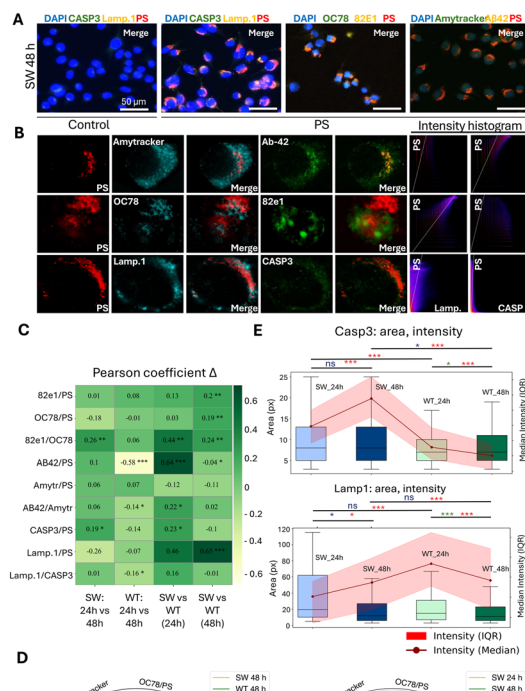 A
DAPI CASP3 Lamp.1 PS
DAPI CASP3 Lamp.1 PS
DAPI OC78 82E1 PS
DAPI Amytracker Aβ42 PS
Merge
Merge
Merge
Merge
SW 48 h
50 µm
Control
PS
B
Amytracker
Ab-42
Intensity histogram
PS
Merge
Merge
PS
PS
OC78
82e1
PS
Merge
Merge
PS
PS
Lamp.1
CASP3
PS
Merge
Merge
PS
PS
Lamp.
CASP
C
Pearson coefficient Δ
82e1/PS 0.01 0.08 0.13 0.2 **
OC78/PS -0.18 -0.01 0.03 0.19 **
82e1/OC78 0.26 ** 0.06 0.44 ** 0.24 **
AB42/PS 0.1 -0.58 *** 0.64 *** -0.04 *
Amytr/PS 0.06 0.07 -0.12 -0.11
AB42/Amytr 0.06 -0.14 * 0.22 * 0.02
CASP3/PS 0.19 * -0.14 0.23 * -0.1
Lamp.1/PS -0.26 -0.07 0.46 0.65 ***
Lamp.1/CASP3 0.01 -0.16 * 0.16 -0.01
0.6
0.4
0.2
0.0
-0.2
-0.4
-0.6
SW: 24h vs 48h
WT: 24h vs 48h
SW vs WT (24h)
SW vs WT (48h)
E
Casp3: area, intensity
* ***
***
ns ***
* ***
SW_24h
SW_48h
WT_24h
WT_48h
Area (px)
25
20
15
10
5
Median Intensity (IQR)
Lamp1: area, intensity
ns ***
ns ***
* *
*** ***
SW_24h
SW_48h
WT_24h
WT_48h
Area (px)
120
100
80
60
40
20
0
Median Intensity (IQR)
Intensity (IQR)
Intensity (Median)
D
OC78/PS
SW 48 h
WT 48 h
OC78/PS
SW 24 h
SW 48 h